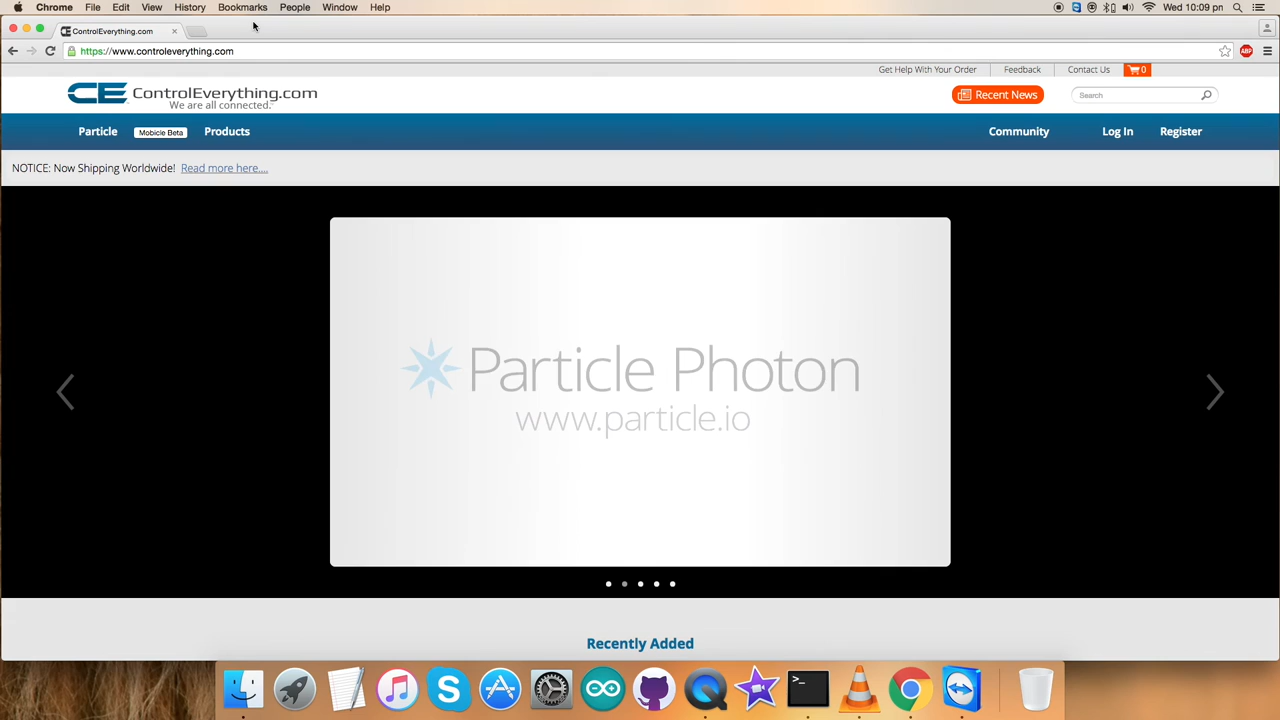 Chrome File Edit View History Bookmarks People Window Help Wed 10:09 pm
ControlEverything.com
https://www.controleverything.com ABP
Get Help With Your Order Feedback Contact Us 0
CE ControlEverything.com Recent News Search
We are all connected.
Particle Mobicle Beta Products Community Log In Register
NOTICE: Now Shipping Worldwide! Read more here....
Particle Photon
www.particle.io
Recently Added